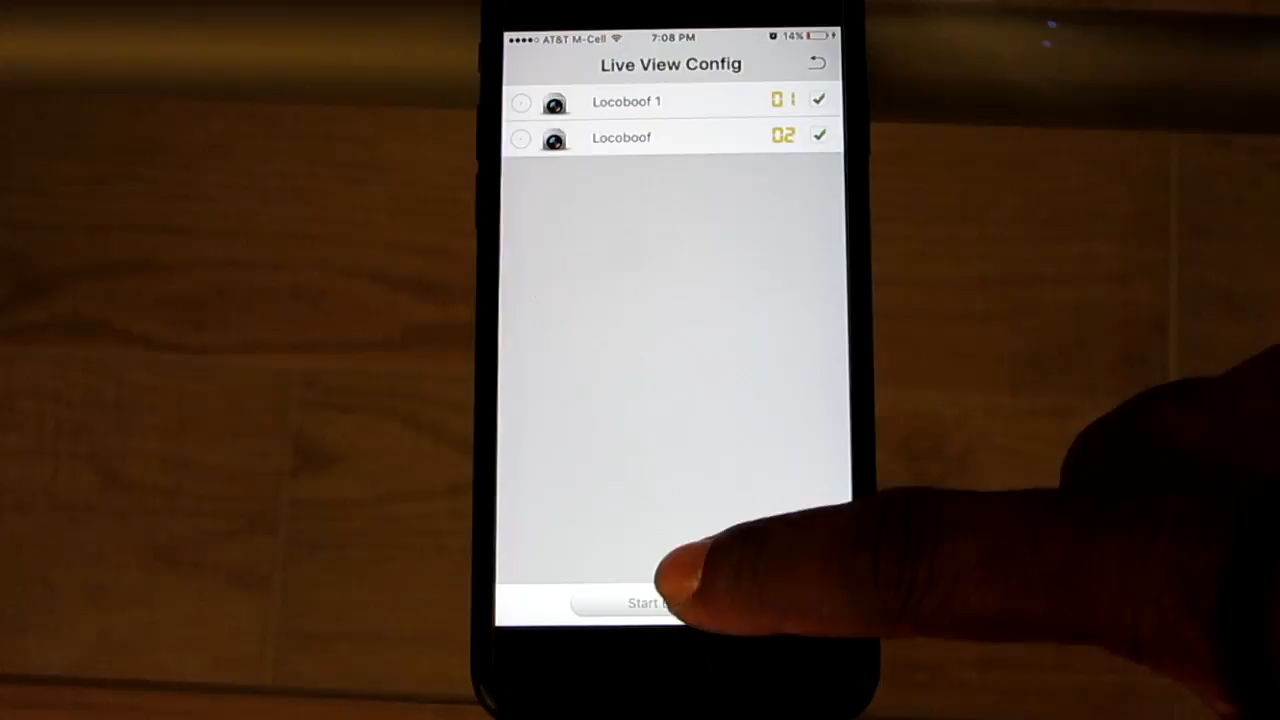 AT&T M-Cell 7:08 PM 14%
Live View Config
Locoboof 1 01
Locoboof 02
Start